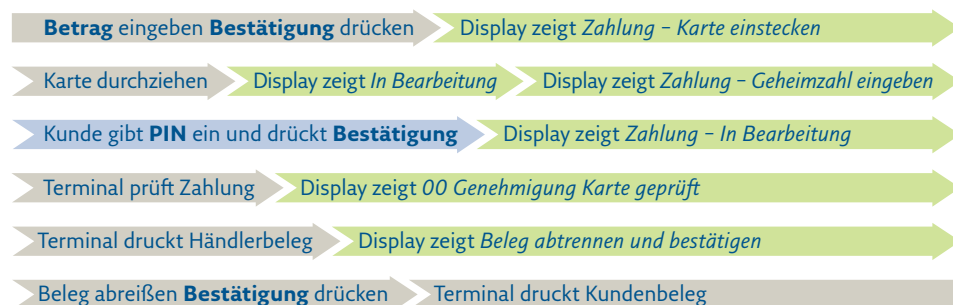 Betrag eingeben Bestätigung drücken Display zeigt Zahlung – Karte einstecken
Karte durchziehen Display zeigt In Bearbeitung Display zeigt Zahlung – Geheimzahl eingeben
Kunde gibt PIN ein und drückt Bestätigung Display zeigt Zahlung – In Bearbeitung
Terminal prüft Zahlung Display zeigt 00 Genehmigung Karte geprüft
Terminal druckt Händlerbeleg Display zeigt Beleg abtrennen und bestätigen
Beleg abreißen Bestätigung drücken Terminal druckt Kundenbeleg